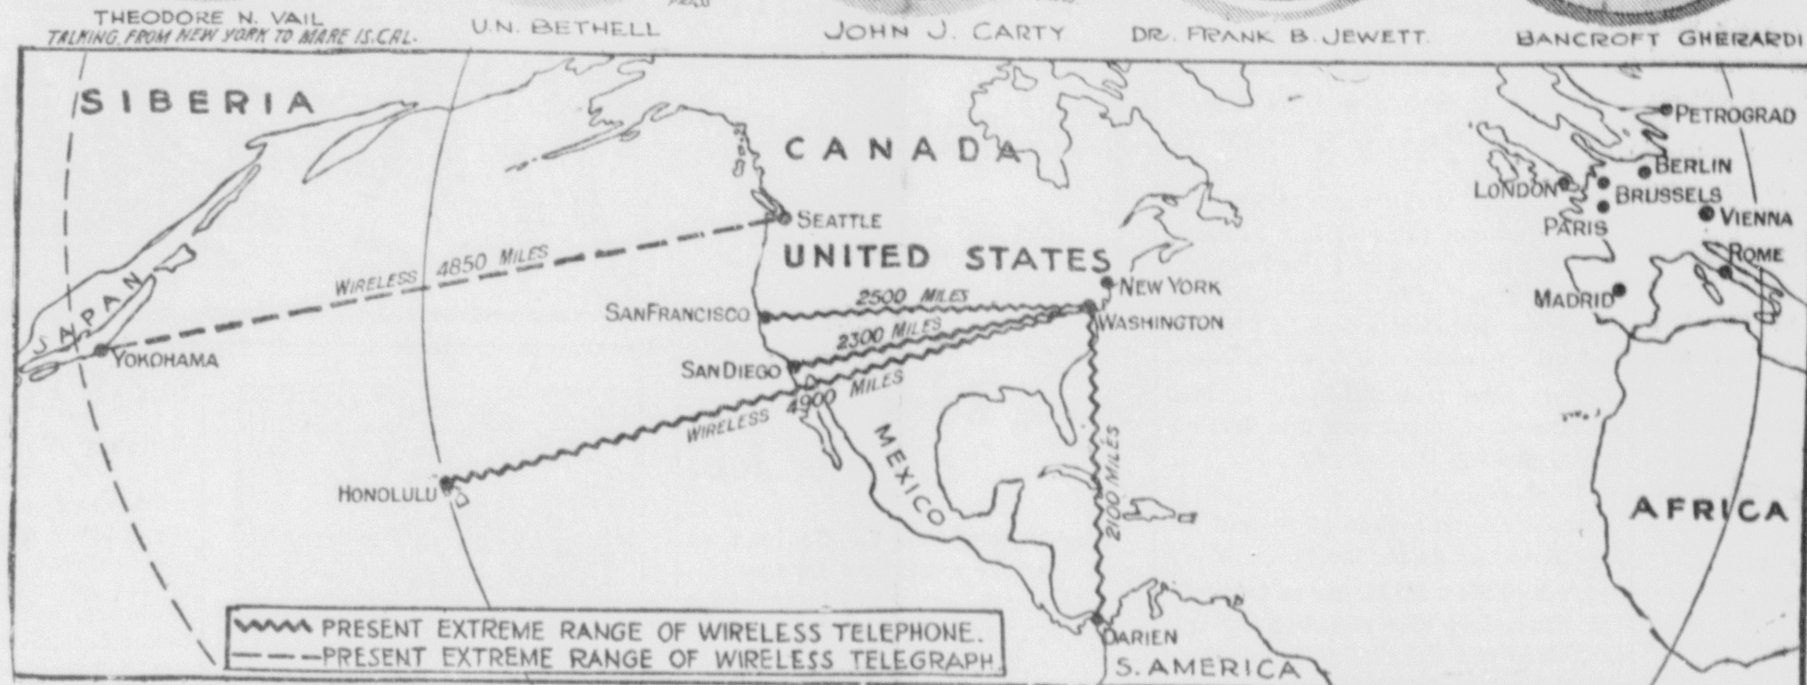 THEODORE N. VAIL
TALKING FROM NEW YORK TO MARE IS. CAL.
U.N. BETHELL
JOHN J. CARTY
DR. FRANK B. JEWETT.
BANCROFT GHERARDI
SIBERIA
CANADA
PETROGRAD
BERLIN
LONDON
BRUSSELS
SEATTLE
PARIS
VIENNA
WIRELESS 4850 MILES
UNITED STATES
ROME
JAPAN
NEW YORK
MADRID
2500 MILES
SAN FRANCISCO
WASHINGTON
2300 MILES
YOKOHAMA
SAN DIEGO
WIRELESS 4900 MILES
MEXICO
2100 MILES
HONOLULU
AFRICA
PRESENT EXTREME RANGE OF WIRELESS TELEPHONE.
PRESENT EXTREME RANGE OF WIRELESS TELEGRAPH.
DARIEN
S. AMERICA